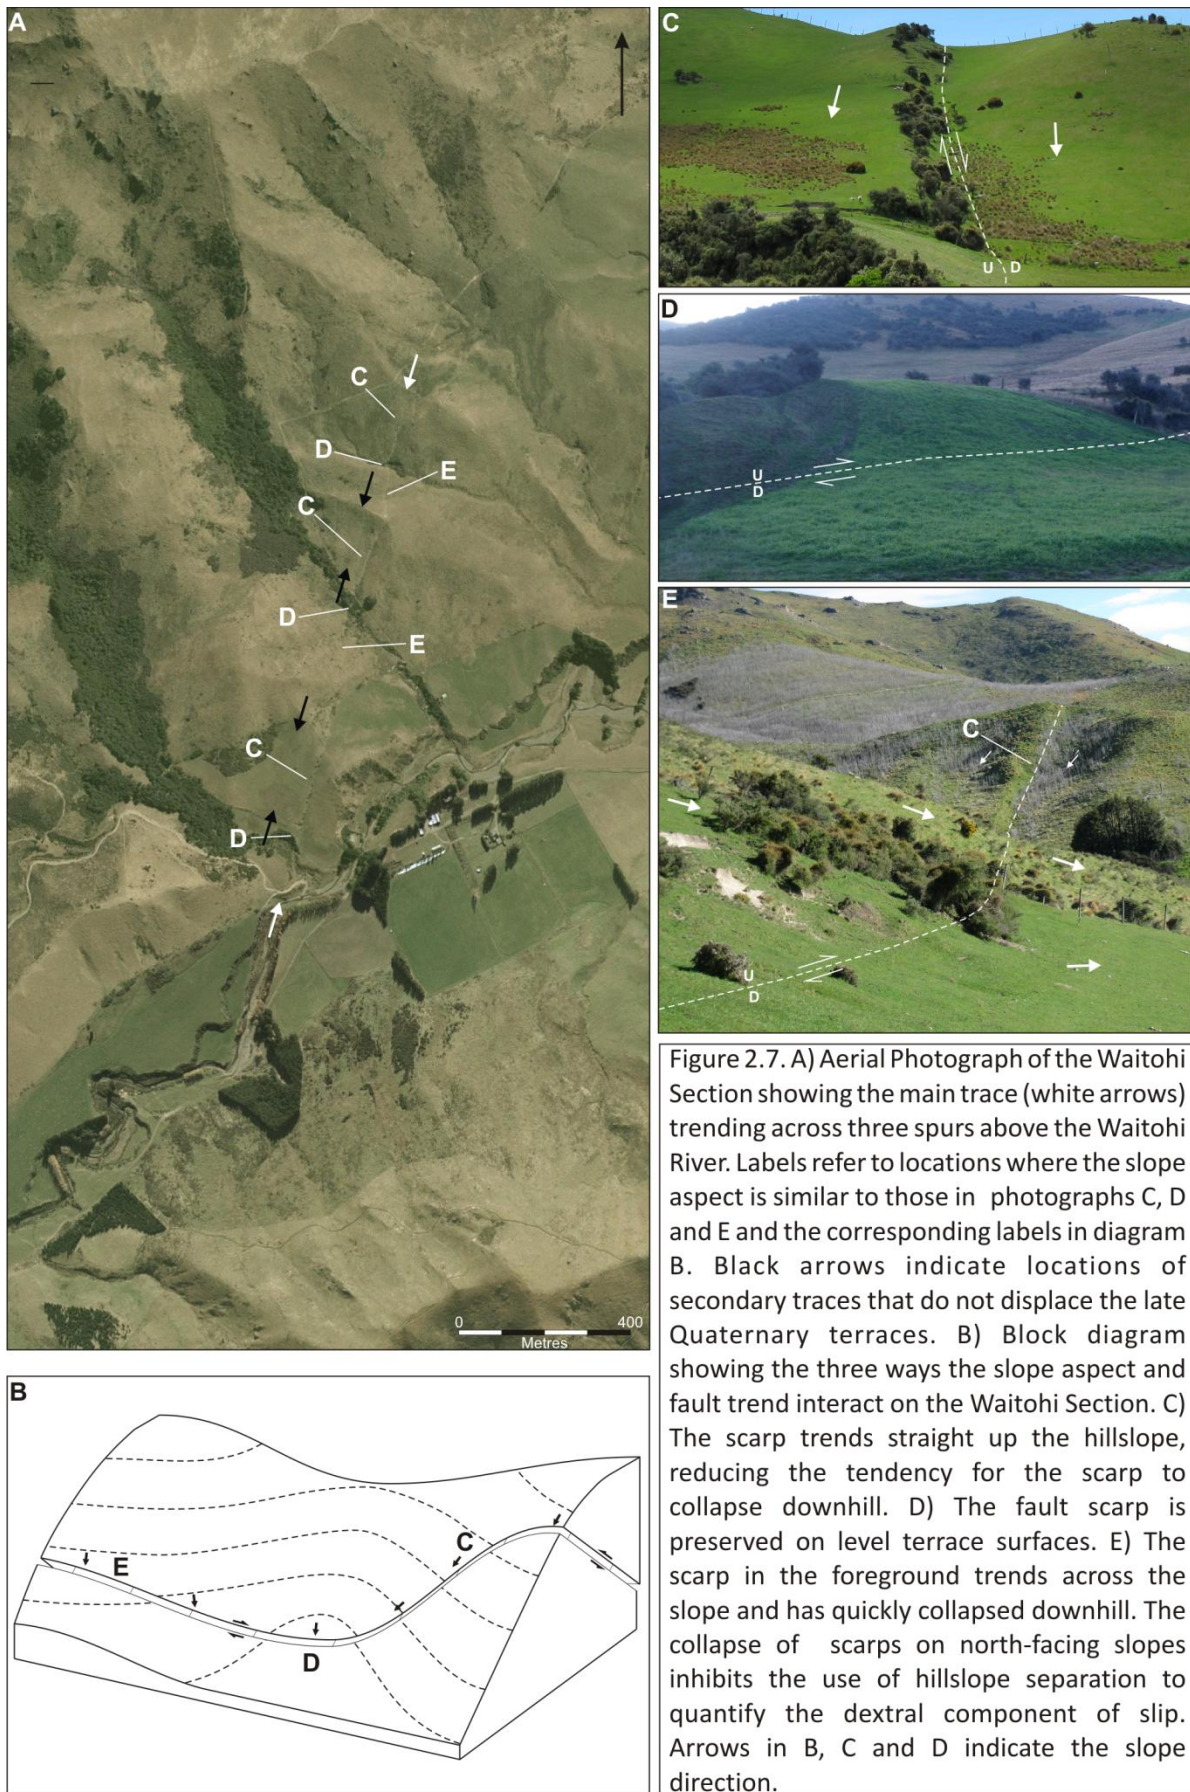 A
C
D
E
C
D
E
C
D
0 400
Metres
B
E
D
C
C
U D
D
U
D
E
C
U
D
Figure 2.7. A) Aerial Photograph of the Waitohi
Section showing the main trace (white arrows)
trending across three spurs above the Waitohi
River. Labels refer to locations where the slope
aspect is similar to those in photographs C, D
and E and the corresponding labels in diagram
B. Black arrows indicate locations of
secondary traces that do not displace the late
Quaternary terraces. B) Block diagram
showing the three ways the slope aspect and
fault trend interact on the Waitohi Section. C)
The scarp trends straight up the hillslope,
reducing the tendency for the scarp to
collapse downhill. D) The fault scarp is
preserved on level terrace surfaces. E) The
scarp in the foreground trends across the
slope and has quickly collapsed downhill. The
collapse of scarps on north-facing slopes
inhibits the use of hillslope separation to
quantify the dextral component of slip.
Arrows in B, C and D indicate the slope
direction.